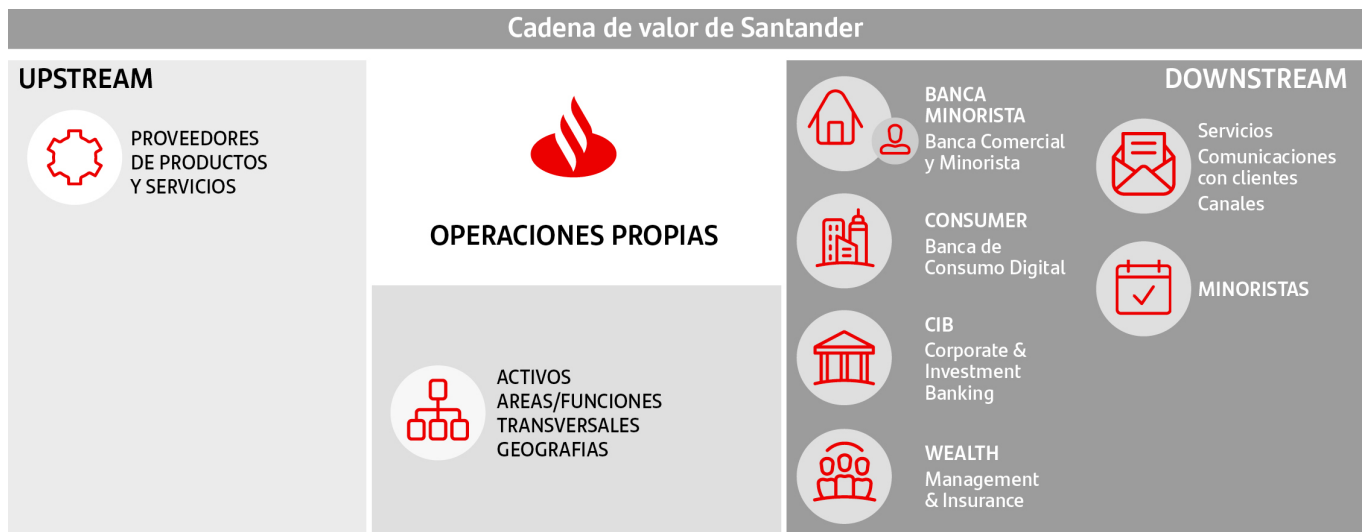 Cadena de valor de Santander
UPSTREAM
PROVEEDORES
DE PRODUCTOS
Y SERVICIOS
OPERACIONES PROPIAS
ACTIVOS
AREAS/FUNCIONES
TRANSVERSALES
GEOGRAFIAS
DOWNSTREAM
BANCA
MINORISTA
Banca Comercial
y Minorista
CONSUMER
Banca de
Consumo Digital
CIB
Corporate &
Investment
Banking
WEALTH
Management
& Insurance
Servicios
Comunicaciones
con clientes
Canales
MINORISTAS